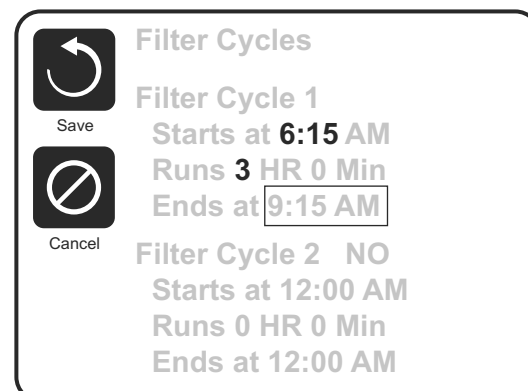 Filter Cycles
Save
Filter Cycle 1
Starts at 6:15 AM
Runs 3 HR 0 Min
Ends at 9:15 AM
Cancel
Filter Cycle 2 NO
Starts at 12:00 AM
Runs 0 HR 0 Min
Ends at 12:00 AM